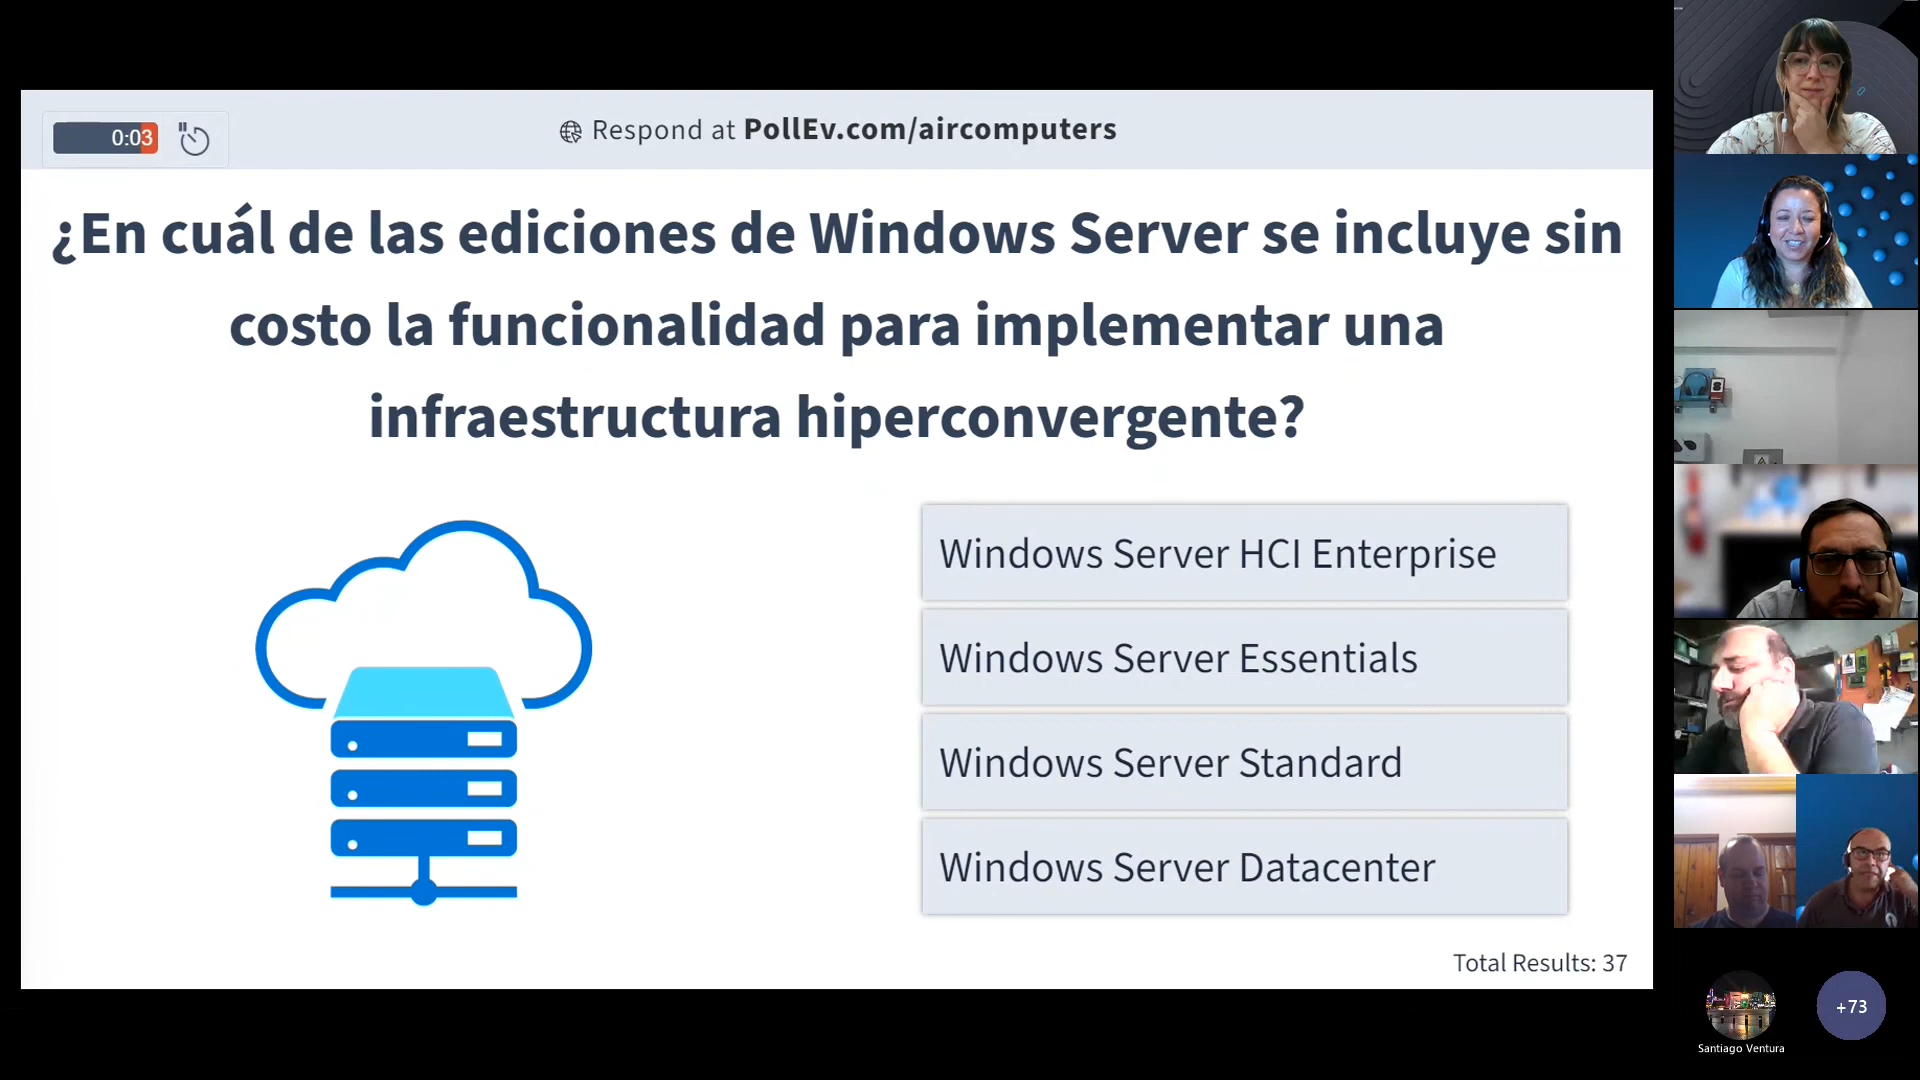 0:03
Respond at PollEv.com/aircomputers
¿En cuál de las ediciones de Windows Server se incluye sin
costo la funcionalidad para implementar una
infraestructura hiperconvergente?
Windows Server HCI Enterprise
Windows Server Essentials
Windows Server Standard
Windows Server Datacenter
Total Results: 37
+73
Santiago Ventura